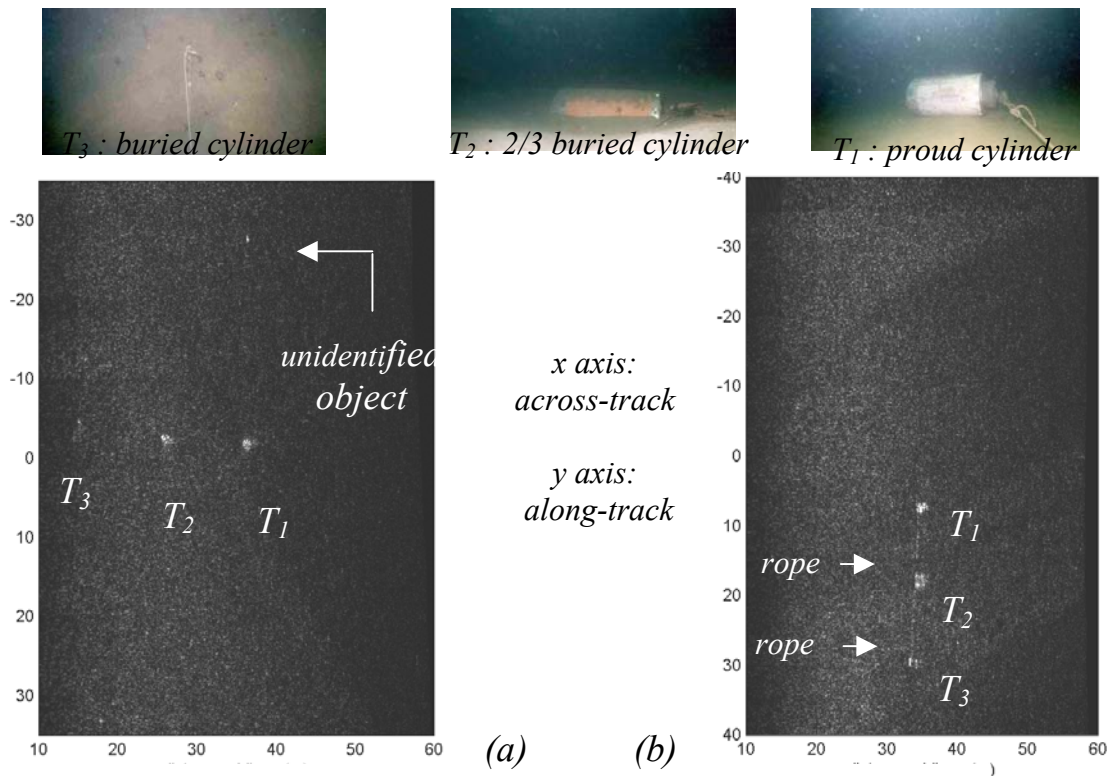 T3 : buried cylinder
T2 : 2/3 buried cylinder
T1 : proud cylinder
-30
-20
-10
0
10
20
30
10 20 30 40 50 60
unidentified
object
T3
T2
T1
(a)
x axis:
across-track
y axis:
along-track
-40
-30
-20
-10
0
10
20
30
40
10 20 30 40 50 60
T1
rope
T2
rope
T3
(b)